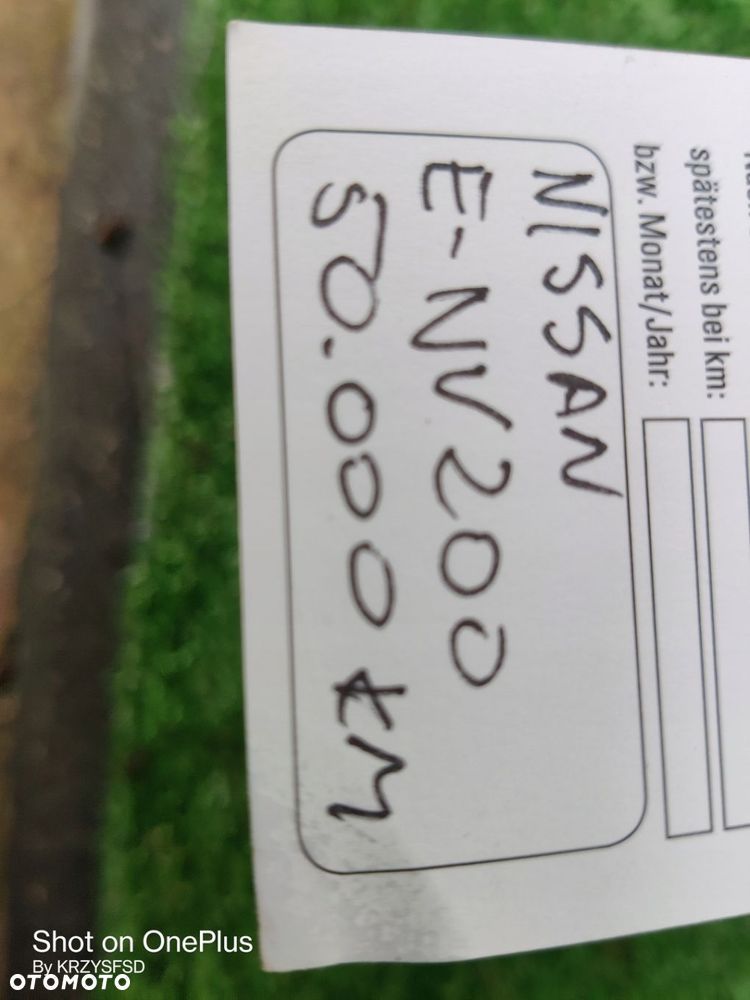 spätestens bei km:
bzw. Monat/Jahr:
NISSAN
E-NV200
50.000 KM
Shot on OnePlus
By KRZYSFSD
OTOMOTO